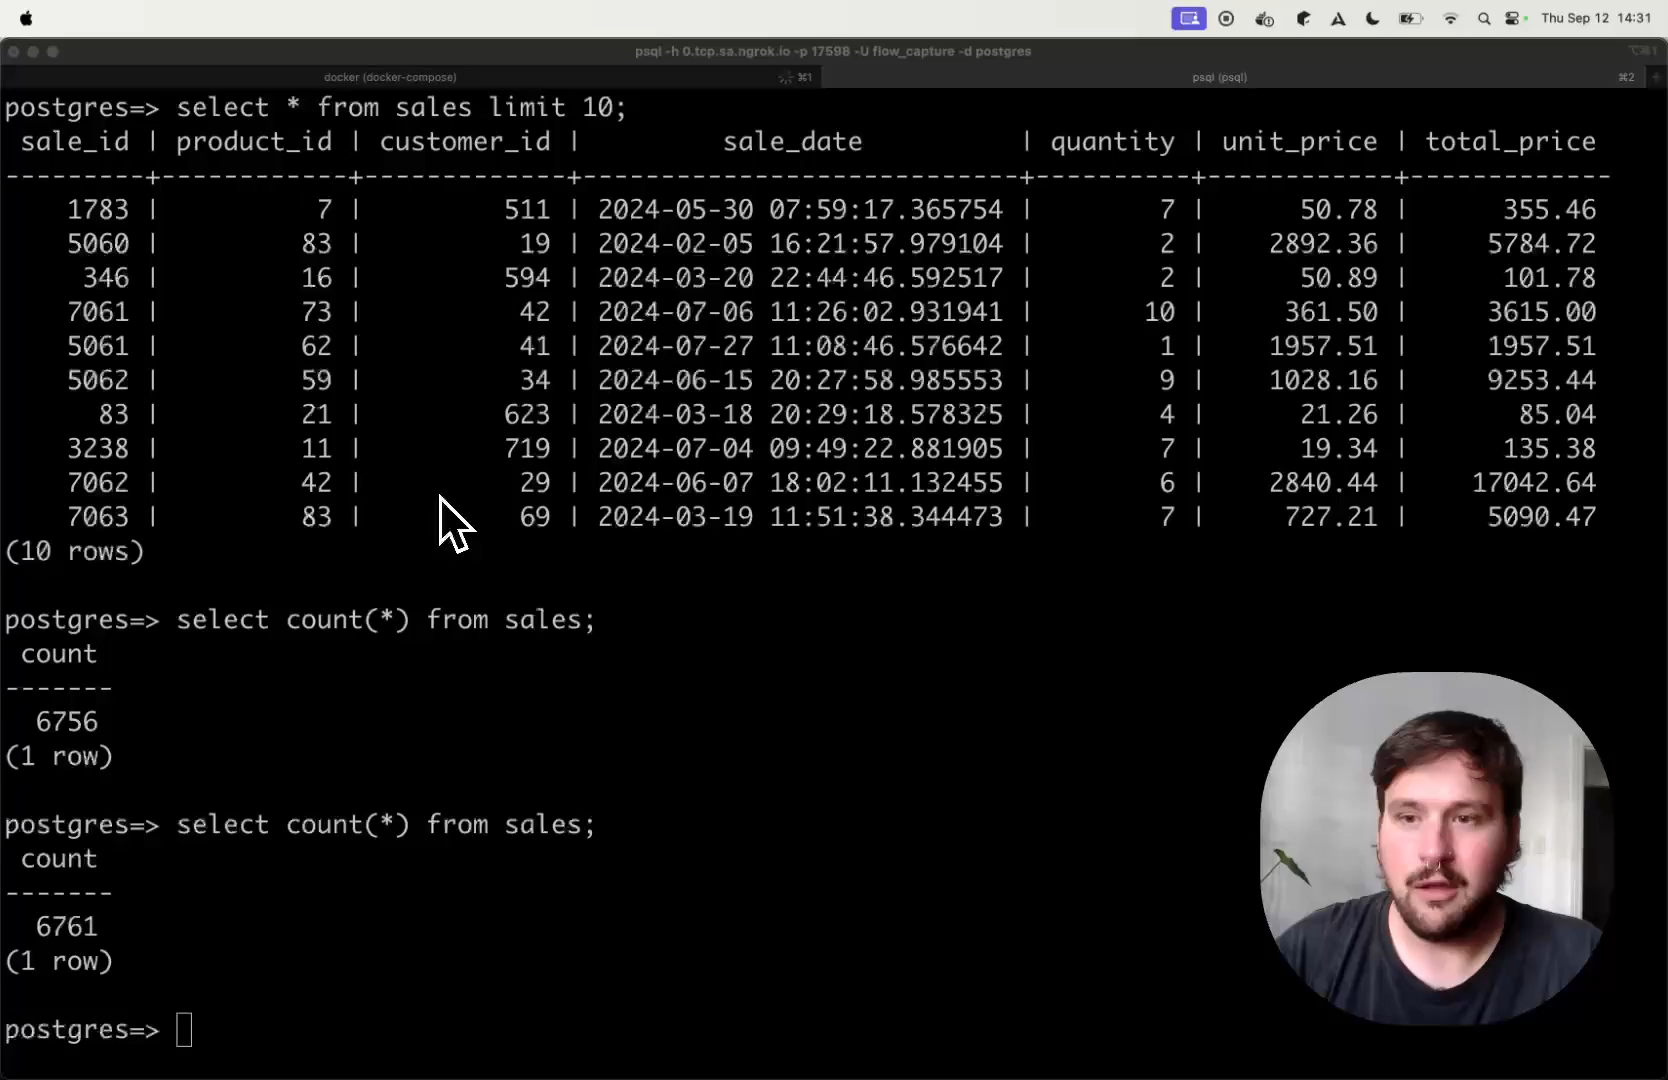 Thu Sep 12 14:31
psql -h 0.tcp.sa.ngrok.io -p 17598 -U flow_capture -d postgres
⌥⌘1
docker (docker-compose) ⌘1 psql (psql) ⌘2 +
postgres=> select * from sales limit 10;
sale_id | product_id | customer_id | sale_date | quantity | unit_price | total_price
---------+------------+-------------+----------------------------+----------+------------+-------------
1783 | 7 | 511 | 2024-05-30 07:59:17.365754 | 7 | 50.78 | 355.46
5060 | 83 | 19 | 2024-02-05 16:21:57.979104 | 2 | 2892.36 | 5784.72
346 | 16 | 594 | 2024-03-20 22:44:46.592517 | 2 | 50.89 | 101.78
7061 | 73 | 42 | 2024-07-06 11:26:02.931941 | 10 | 361.50 | 3615.00
5061 | 62 | 41 | 2024-07-27 11:08:46.576642 | 1 | 1957.51 | 1957.51
5062 | 59 | 34 | 2024-06-15 20:27:58.985553 | 9 | 1028.16 | 9253.44
83 | 21 | 623 | 2024-03-18 20:29:18.578325 | 4 | 21.26 | 85.04
3238 | 11 | 719 | 2024-07-04 09:49:22.881905 | 7 | 19.34 | 135.38
7062 | 42 | 29 | 2024-06-07 18:02:11.132455 | 6 | 2840.44 | 17042.64
7063 | 83 | 69 | 2024-03-19 11:51:38.344473 | 7 | 727.21 | 5090.47
(10 rows)
postgres=> select count(*) from sales;
count
-------
6756
(1 row)
postgres=> select count(*) from sales;
count
-------
6761
(1 row)
postgres=>